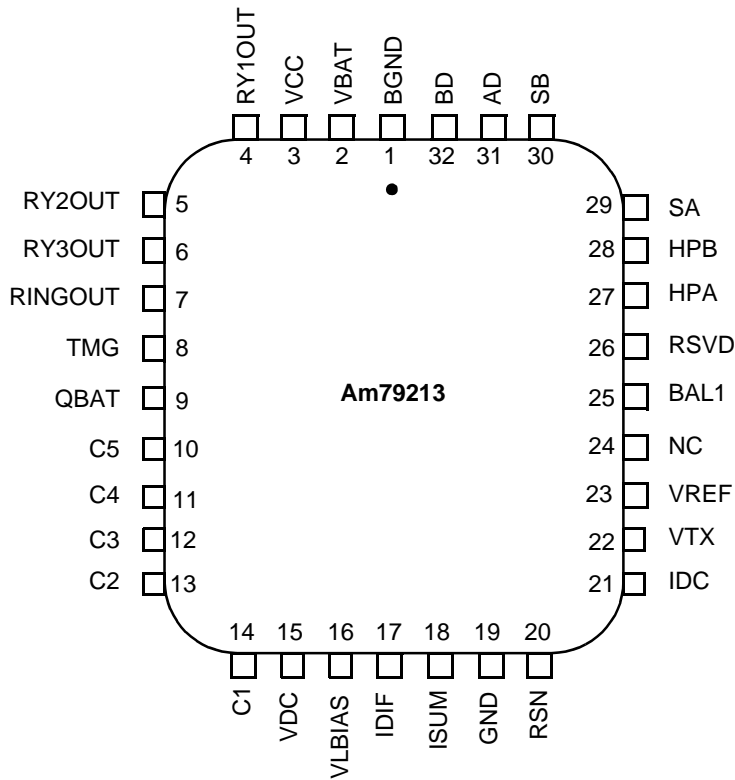 RY1OUT
VCC
VBAT
BGND
BD
AD
SB
4
3
2
1
32
31
30
RY2OUT 5
RY3OUT 6
RINGOUT 7
TMG 8
QBAT 9
C5 10
C4 11
C3 12
C2 13
Am79213
29 SA
28 HPB
27 HPA
26 RSVD
25 BAL1
24 NC
23 VREF
22 VTX
21 IDC
14
15
16
17
18
19
20
C1
VDC
VLBIAS
IDIF
ISUM
GND
RSN